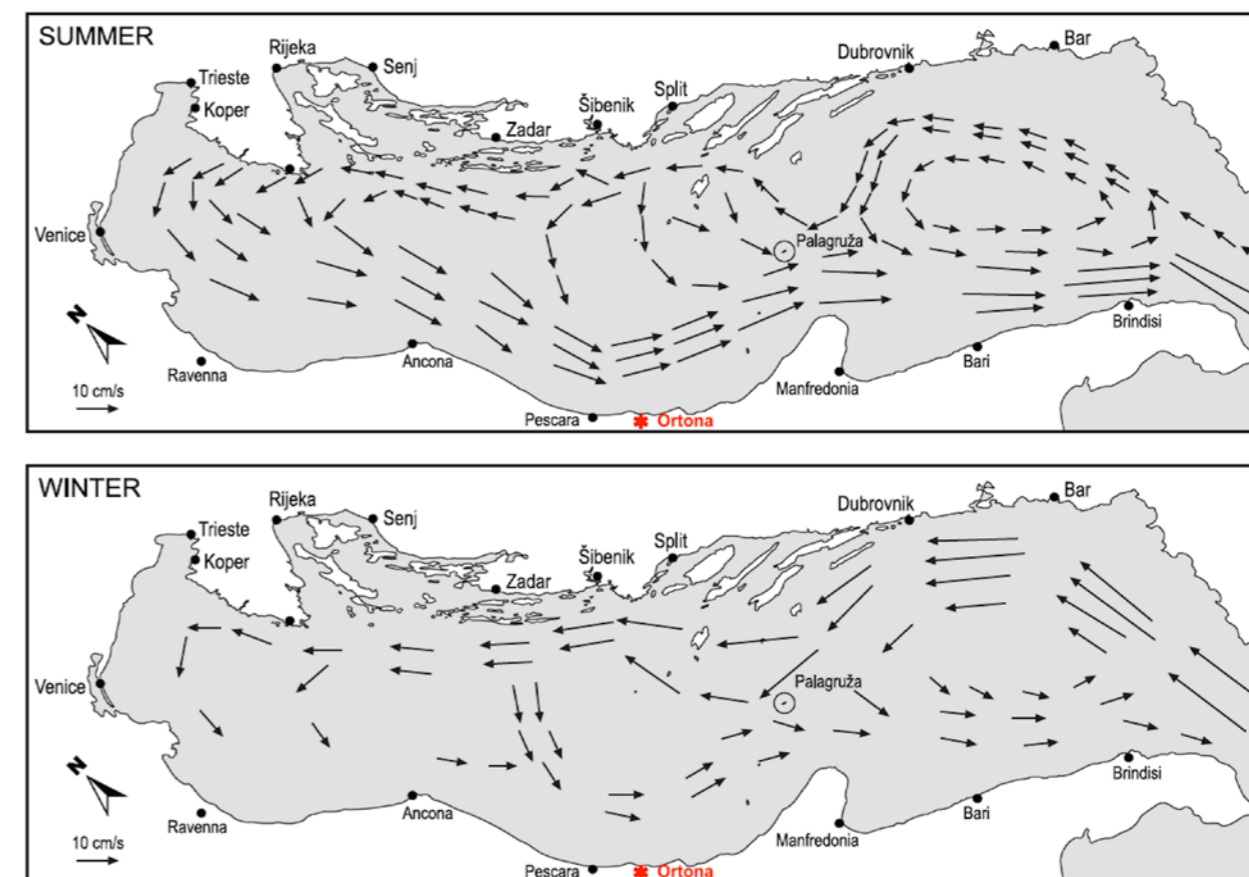 SUMMER
Rijeka
Trieste
Senj
Koper
Zadar
Šibenik
Split
Dubrovnik
Bar
Venice
Palagruža
N
10 cm/s
Ravenna
Ancona
Pescara
Ortona
Manfredonia
Bari
Brindisi
WINTER
Rijeka
Trieste
Senj
Koper
Zadar
Šibenik
Split
Dubrovnik
Bar
Venice
Palagruža
N
10 cm/s
Ravenna
Ancona
Pescara
Ortona
Manfredonia
Bari
Brindisi